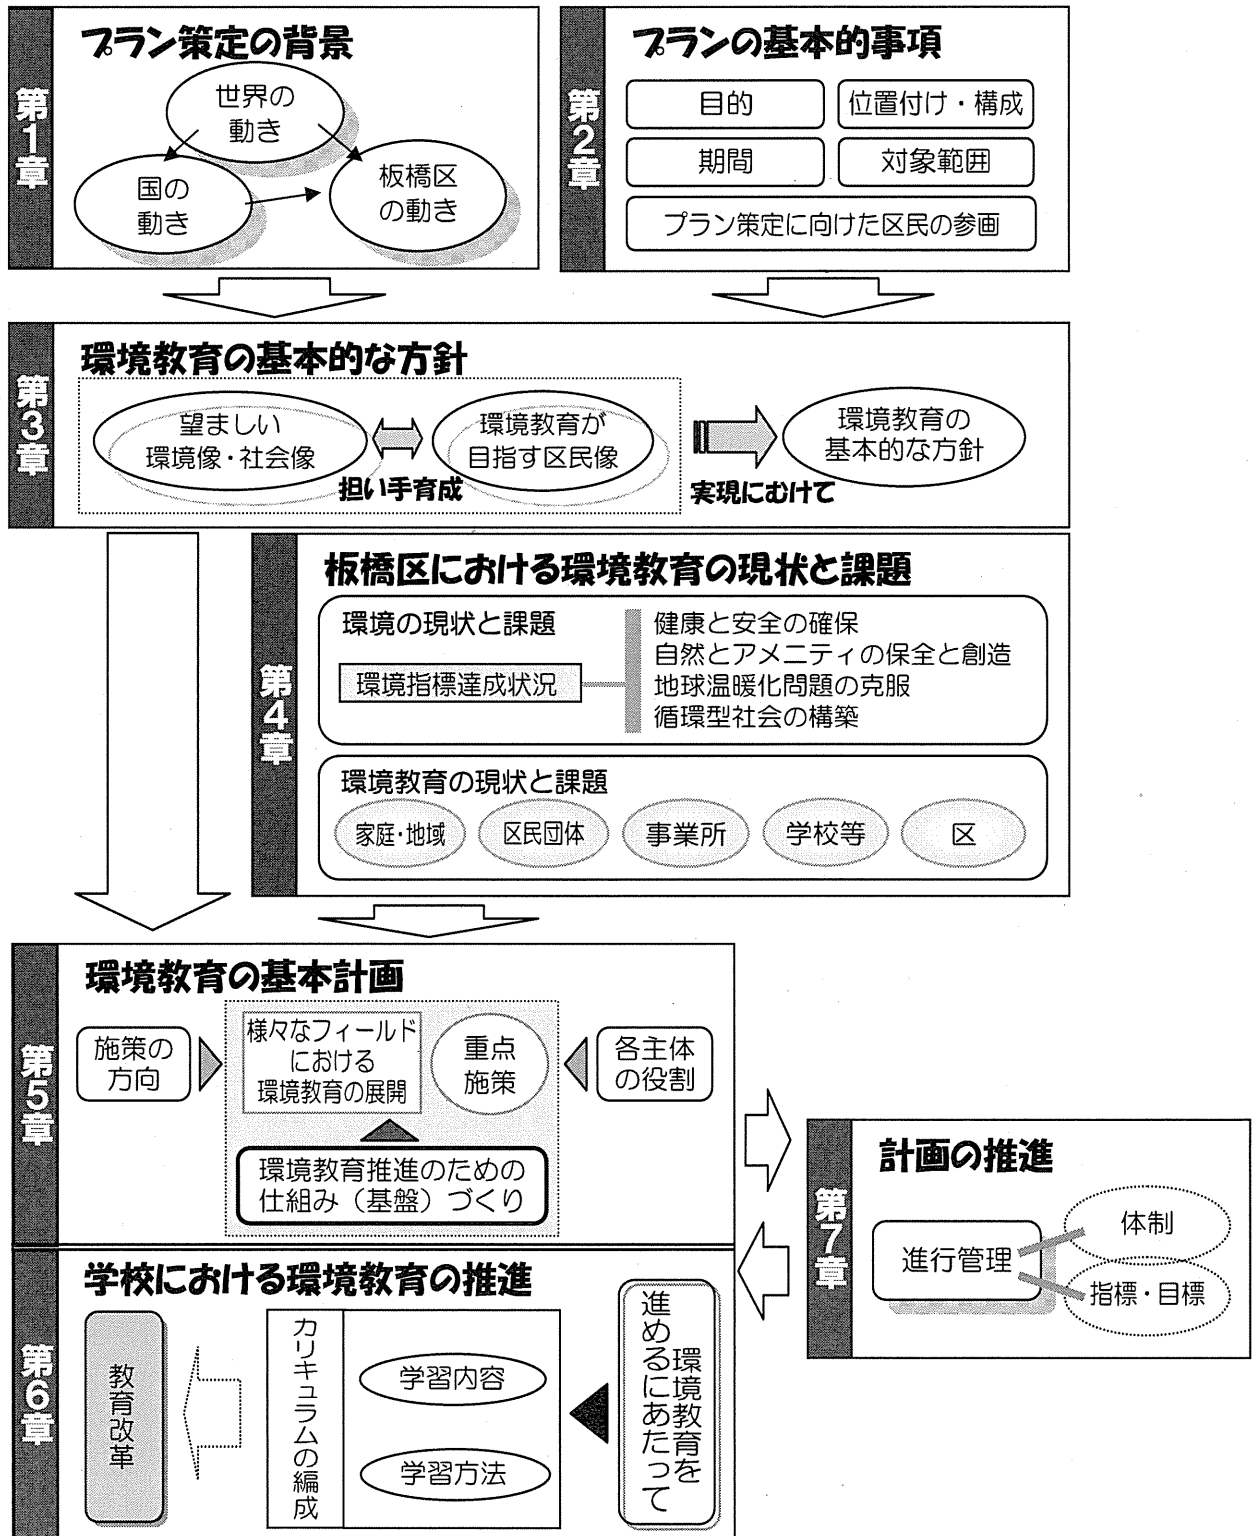 第1章
プラン策定の背景
世界の
動き
国の
動き
板橋区
の動き
第2章
プランの基本的事項
目的
位置付け・構成
期間
対象範囲
プラン策定に向けた区民の参画
第3章
環境教育の基本的な方針
望ましい
環境像・社会像
環境教育が
目指す区民像
担い手育成
実現にむけて
環境教育の
基本的な方針
第4章
板橋区における環境教育の現状と課題
環境の現状と課題
環境指標達成状況
健康と安全の確保
自然とアメニティの保全と創造
地球温暖化問題の克服
循環型社会の構築
環境教育の現状と課題
家庭・地域
区民団体
事業所
学校等
区
第5章
環境教育の基本計画
施策の
方向
様々なフィールド
における
環境教育の展開
重点
施策
各主体
の役割
環境教育推進のための
仕組み（基盤）づくり
第6章
学校における環境教育の推進
教育改革
カリキュラムの編成
学習内容
学習方法
環境教育を
進めるにあたって
第7章
計画の推進
進行管理
体制
指標・目標